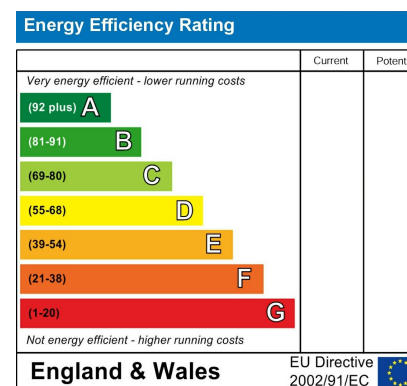 Energy Efficiency Rating
Current Potent
Very energy efficient - lower running costs
(92 plus) A
(81-91) B
(69-80) C
(55-68) D
(39-54) E
(21-38) F
(1-20) G
Not energy efficient - higher running costs
England & Wales
EU Directive
2002/91/EC